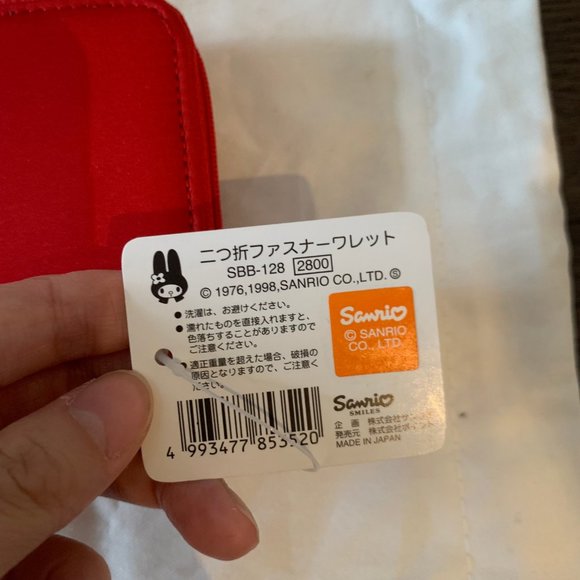 二つ折ファスナーワレット
SBB-128 2800
© 1976,1998,SANRIO CO.,LTD. Ⓢ
● 洗濯は、お避けください。
● 濡れたものを直接入れますと、
色落ちすることがありますので
ご注意ください。
● 適正重量を超えた場合、破損の
原因となりますので、ご注意く
ださい。
Sanrio
© SANRIO
CO., LTD.
Sanrio
SMILES
企 画 株式会社サ
発売元 株式会社ポイント
MADE IN JAPAN
4 993477 853520